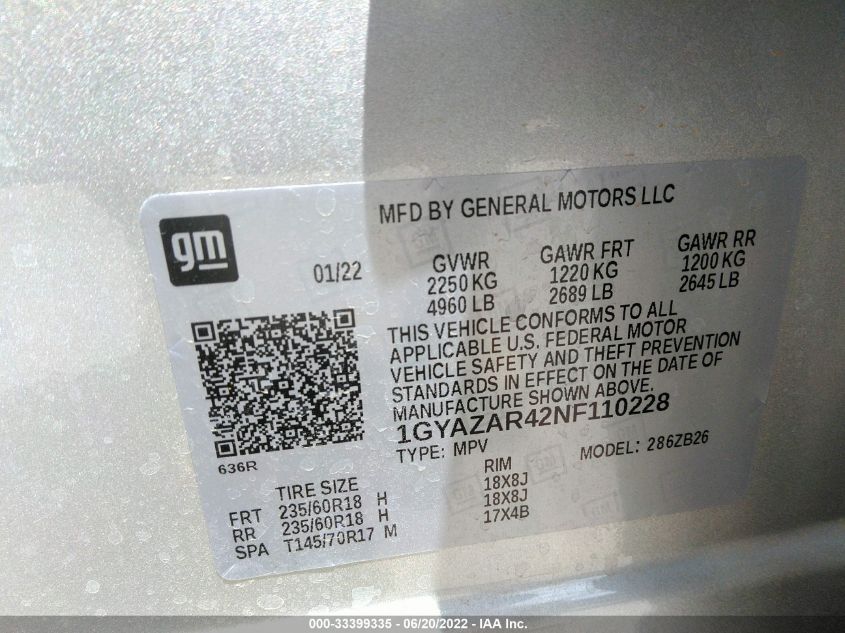 MFD BY GENERAL MOTORS LLC
gm
01/22
GVWR GAWR FRT GAWR RR
2250 KG 1220 KG 1200 KG
4960 LB 2689 LB 2645 LB
THIS VEHICLE CONFORMS TO ALL
APPLICABLE U.S. FEDERAL MOTOR
VEHICLE SAFETY AND THEFT PREVENTION
STANDARDS IN EFFECT ON THE DATE OF
MANUFACTURE SHOWN ABOVE.
1GYAZAR42NF110228
TYPE: MPV MODEL: 286ZB26
636R
TIRE SIZE RIM
FRT 235/60R18 H 18X8J
RR 235/60R18 H 18X8J
SPA T145/70R17 M 17X4B
000-33399335 - 06/20/2022 - IAA Inc.